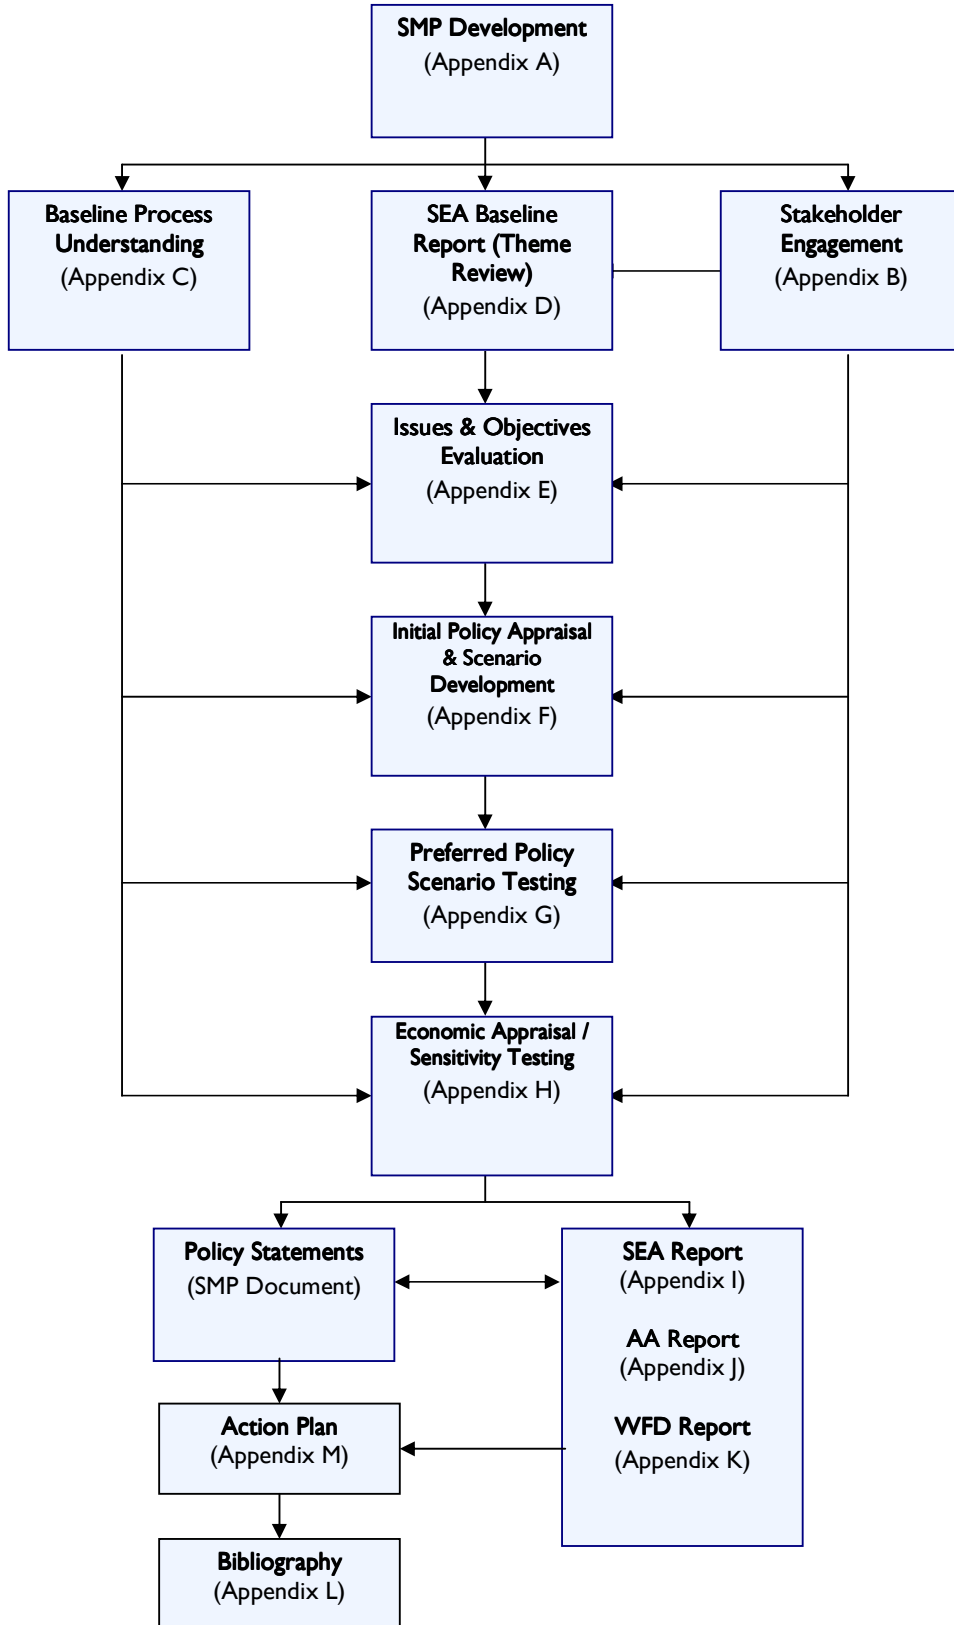 SMP Development
(Appendix A)
Baseline Process
Understanding
(Appendix C)
SEA Baseline
Report (Theme
Review)
(Appendix D)
Stakeholder
Engagement
(Appendix B)
Issues & Objectives
Evaluation
(Appendix E)
Initial Policy Appraisal
& Scenario
Development
(Appendix F)
Preferred Policy
Scenario Testing
(Appendix G)
Economic Appraisal /
Sensitivity Testing
(Appendix H)
Policy Statements
(SMP Document)
SEA Report
(Appendix I)
AA Report
(Appendix J)
WFD Report
(Appendix K)
Action Plan
(Appendix M)
Bibliography
(Appendix L)